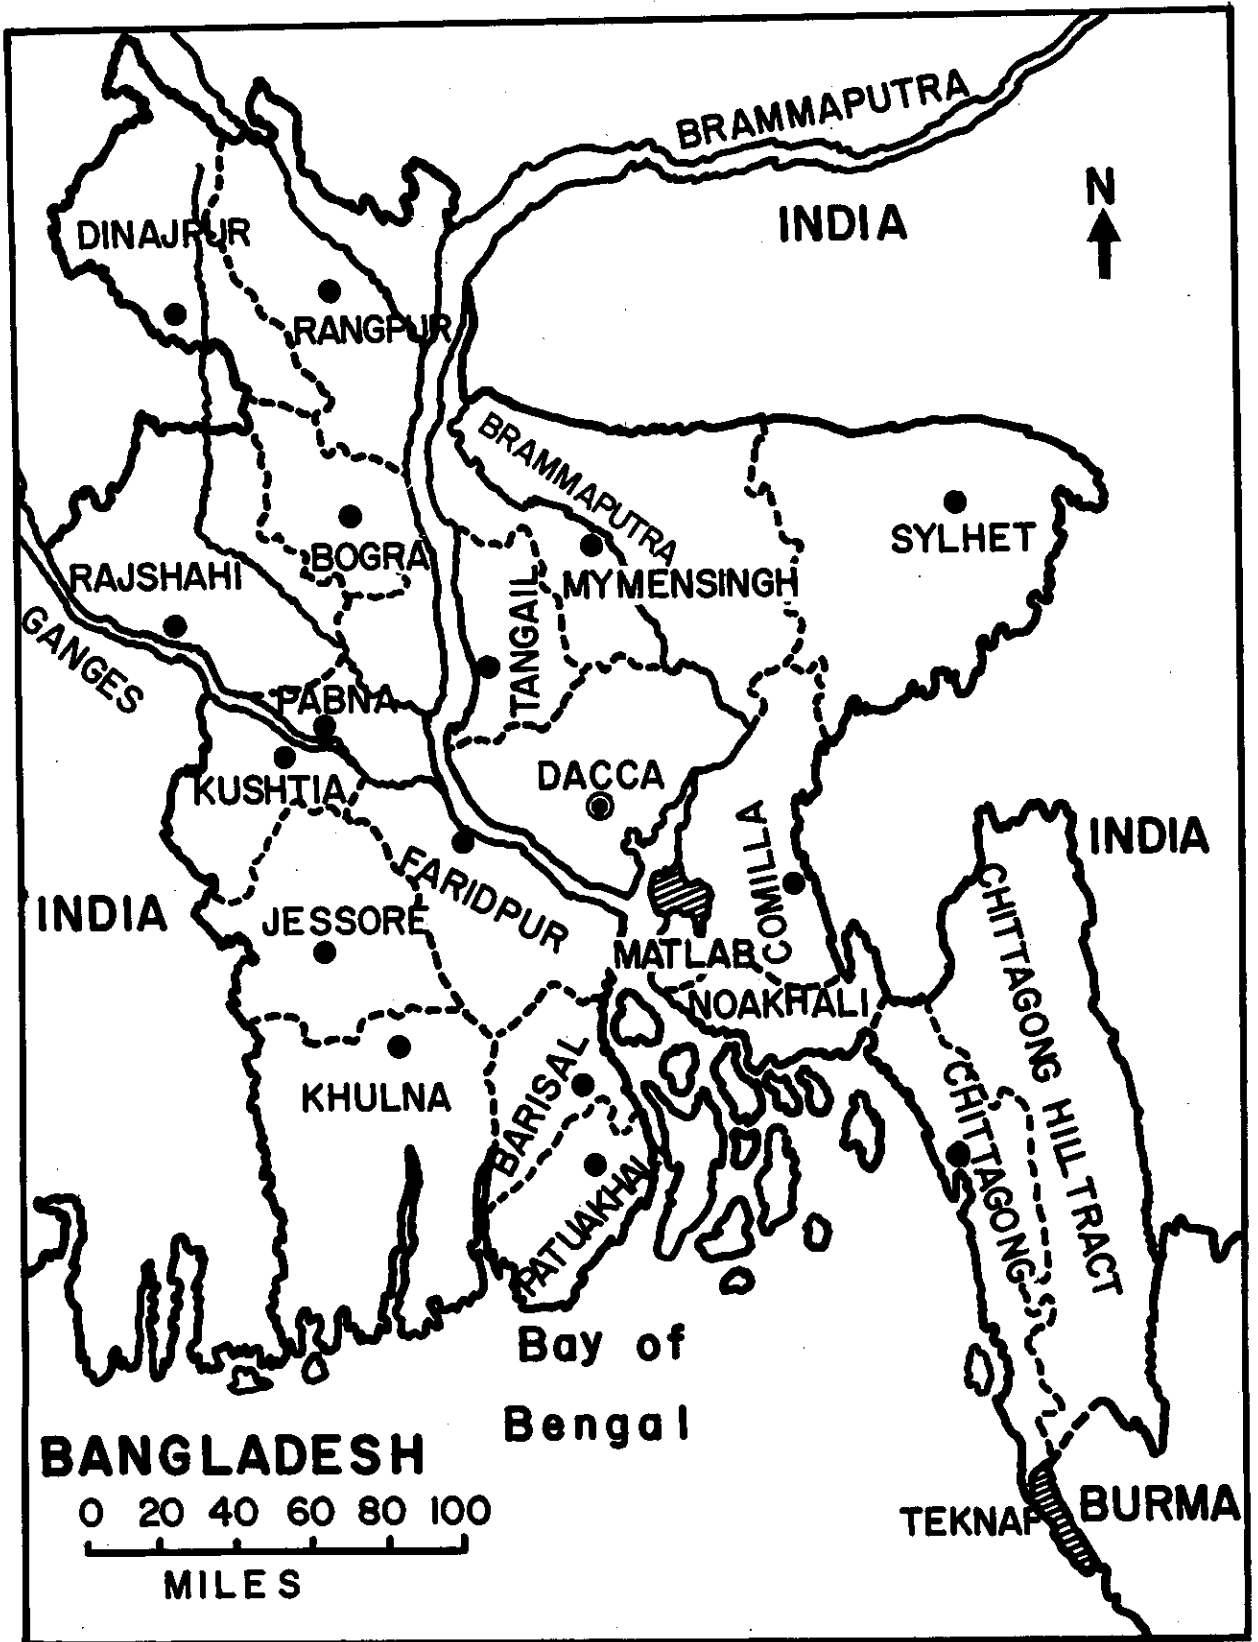 BRAMMAPUTRA
N
INDIA
DINAJPUR
RANGPUR
BRAMMAPUTRA
SYLHET
BOGRA
RAJSHAHI
MYMENSINGH
TANGAIL
GANGES
PABNA
KUSHTIA
DACCA
COMILLA
INDIA
FARIDPUR
INDIA
JESSORE
MATLAB
NOAKHALI
CHITTAGONG HILL TRACT
KHULNA
BARISAL
CHITTAGONG
PATUAKHALI
Bay of
Bengal
BANGLADESH
0 20 40 60 80 100
MILES
TEKNAF
BURMA